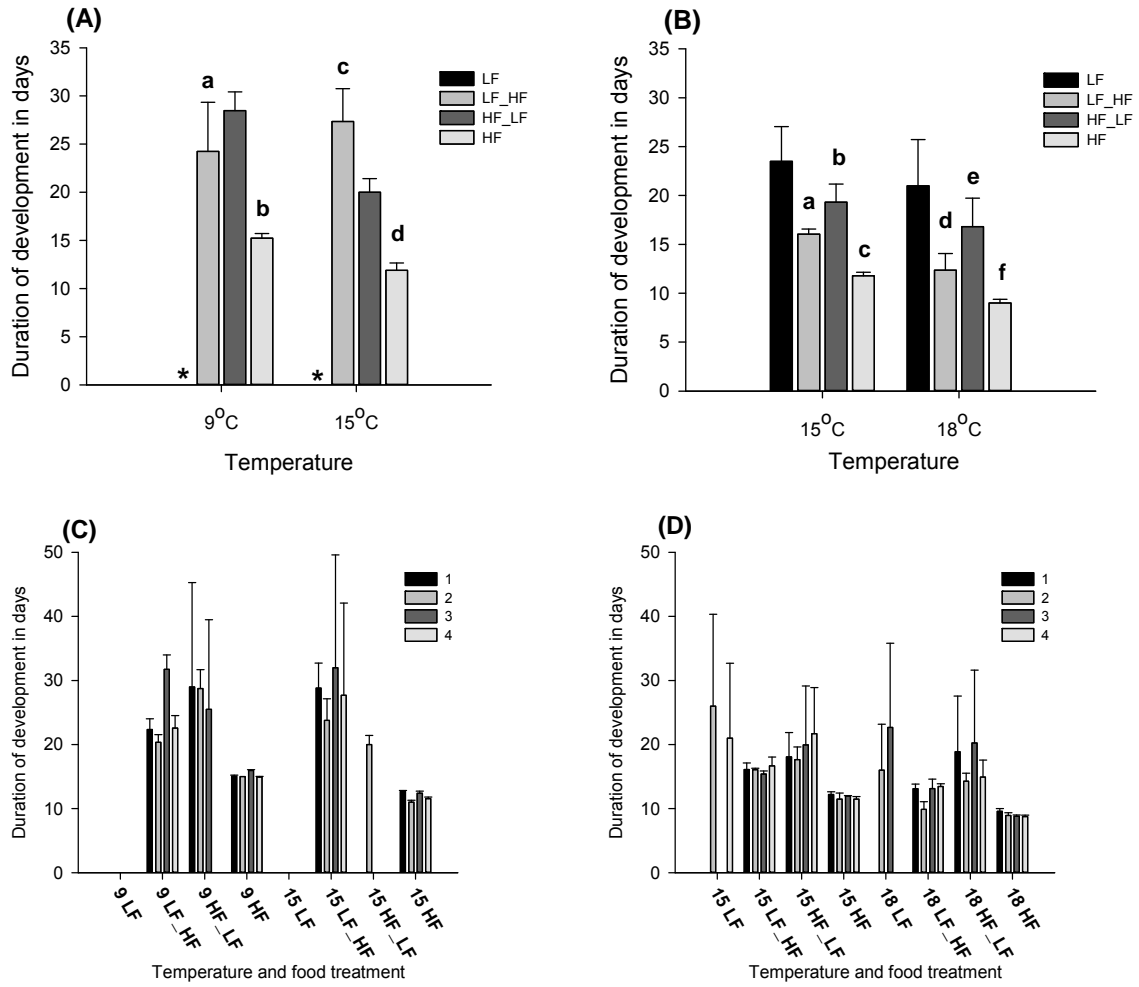 (A)
Duration of development in days
35
30
25
20
15
10
5
0
a
b
c
d
*
*
LF
LF_HF
HF_LF
HF
9°C
15°C
Temperature
(B)
Duration of development in days
35
30
25
20
15
10
5
0
a
b
c
d
e
f
LF
LF_HF
HF_LF
HF
15°C
18°C
Temperature
(C)
Duration of development in days
50
40
30
20
10
0
1
2
3
4
9 LF
9 LF_HF
9 HF_LF
9 HF
15 LF
15 LF_HF
15 HF_LF
15 HF
Temperature and food treatment
(D)
Duration of development in days
50
40
30
20
10
0
1
2
3
4
15 LF
15 LF_HF
15 HF_LF
15 HF
18 LF
18 LF_HF
18 HF_LF
18 HF
Temperature and food treatment